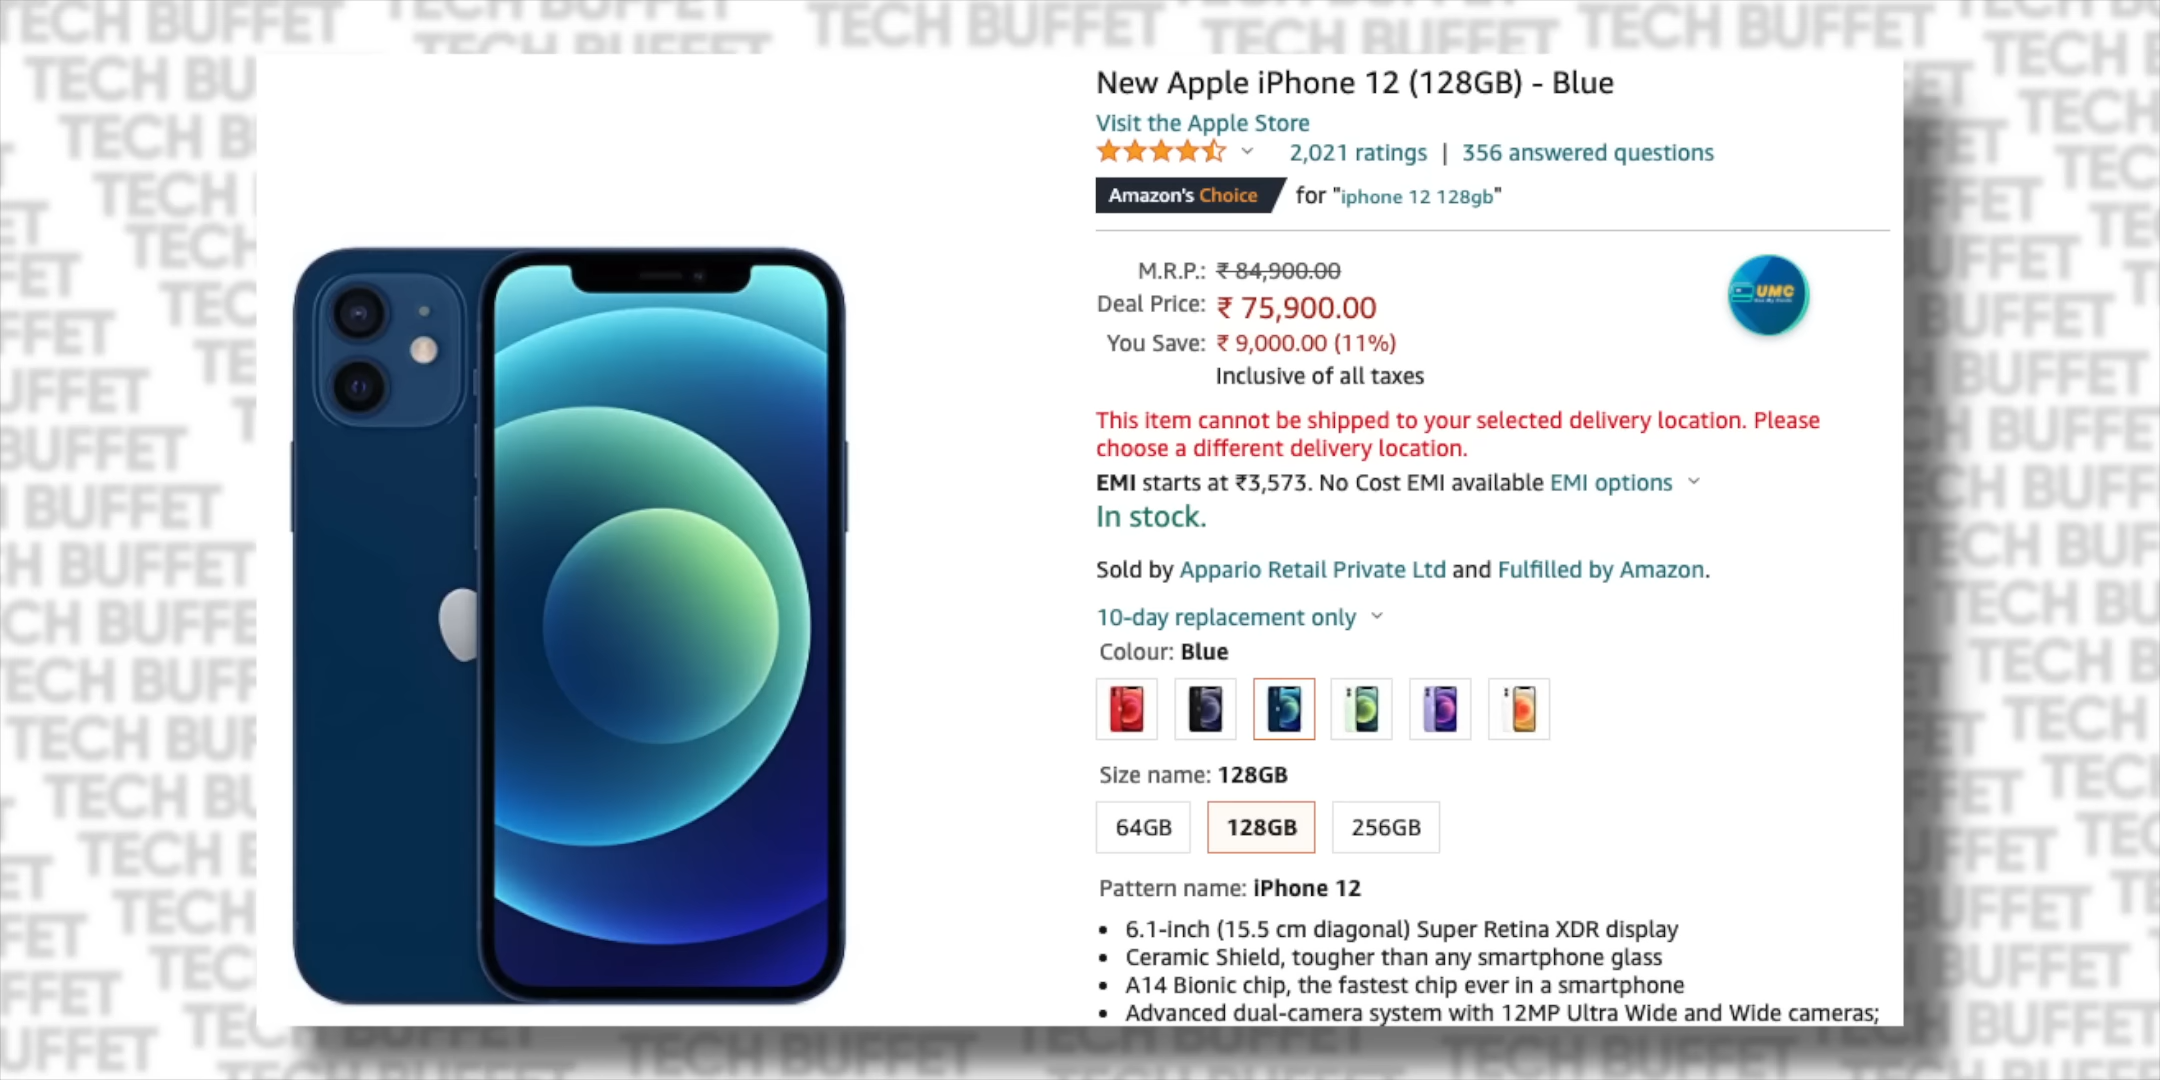 TECH BUFFET
New Apple iPhone 12 (128GB) - Blue
Visit the Apple Store
2,021 ratings | 356 answered questions
Amazon's Choice for "iphone 12 128gb"
M.R.P.: ₹ 84,900.00
Deal Price: ₹ 75,900.00
UMC
You Save: ₹ 9,000.00 (11%)
Inclusive of all taxes
This item cannot be shipped to your selected delivery location. Please
choose a different delivery location.
EMI starts at ₹3,573. No Cost EMI available EMI options
In stock.
Sold by Appario Retail Private Ltd and Fulfilled by Amazon.
10-day replacement only
Colour: Blue
Size name: 128GB
64GB 128GB 256GB
Pattern name: iPhone 12
• 6.1-inch (15.5 cm diagonal) Super Retina XDR display
• Ceramic Shield, tougher than any smartphone glass
• A14 Bionic chip, the fastest chip ever in a smartphone
• Advanced dual-camera system with 12MP Ultra Wide and Wide cameras;